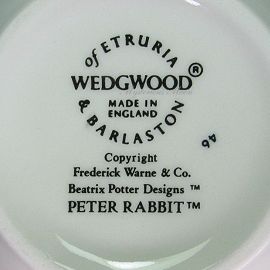 of ETRURIA
WEDGWOOD®
MADE IN
ENGLAND
& BARLASTON
46
Copyright
Frederick Warne & Co.
Beatrix Potter Designs ™
PETER RABBIT™